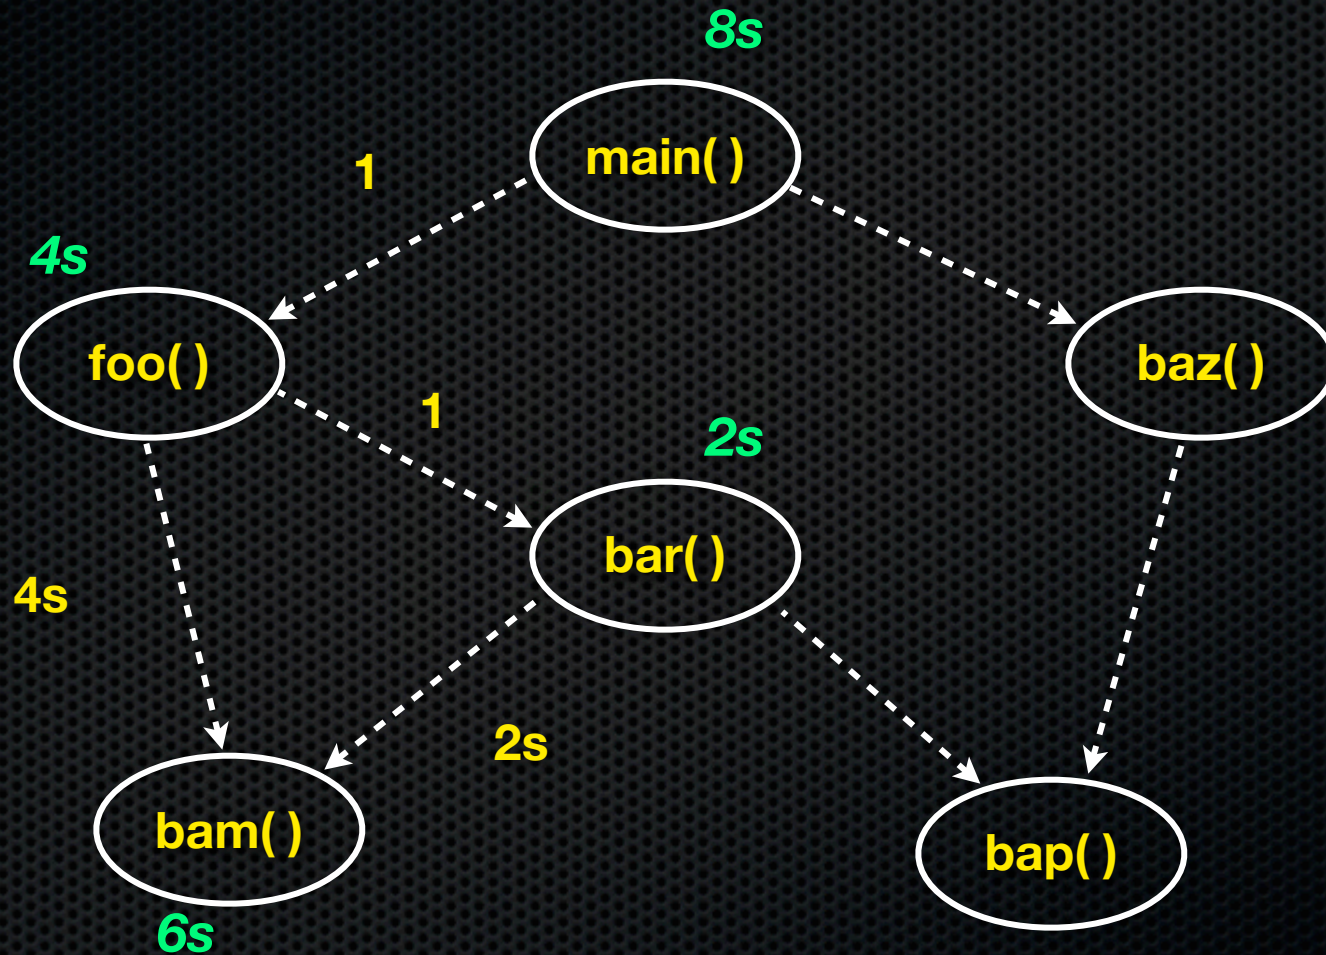 8s
main( )
1
4s
foo( )
baz( )
1
2s
bar( )
4s
2s
bam( )
bap( )
6s